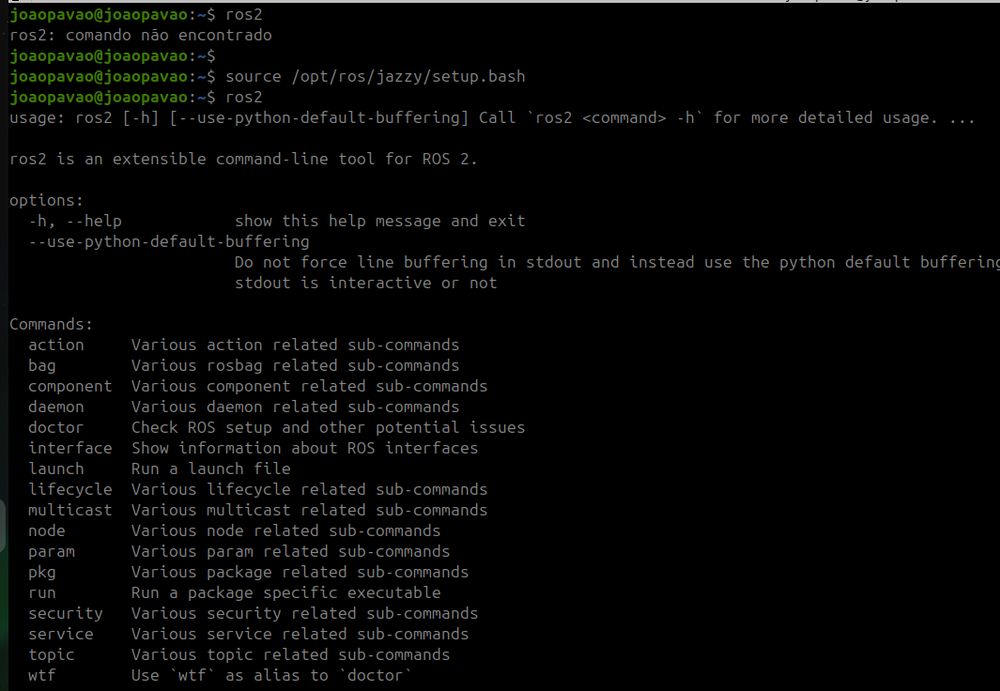 joaopavao@joaopavao:~$ ros2
ros2: comando não encontrado
joaopavao@joaopavao:~$
joaopavao@joaopavao:~$ source /opt/ros/jazzy/setup.bash
joaopavao@joaopavao:~$ ros2
usage: ros2 [-h] [--use-python-default-buffering] Call `ros2 <command> -h` for more detailed usage. ...
ros2 is an extensible command-line tool for ROS 2.
options:
  -h, --help            show this help message and exit
  --use-python-default-buffering
                        Do not force line buffering in stdout and instead use the python default buffering
                        stdout is interactive or not
Commands:
  action     Various action related sub-commands
  bag        Various rosbag related sub-commands
  component  Various component related sub-commands
  daemon     Various daemon related sub-commands
  doctor     Check ROS setup and other potential issues
  interface  Show information about ROS interfaces
  launch     Run a launch file
  lifecycle  Various lifecycle related sub-commands
  multicast  Various multicast related sub-commands
  node       Various node related sub-commands
  param      Various param related sub-commands
  pkg        Various package related sub-commands
  run        Run a package specific executable
  security   Various security related sub-commands
  service    Various service related sub-commands
  topic      Various topic related sub-commands
  wtf        Use `wtf` as alias to `doctor`